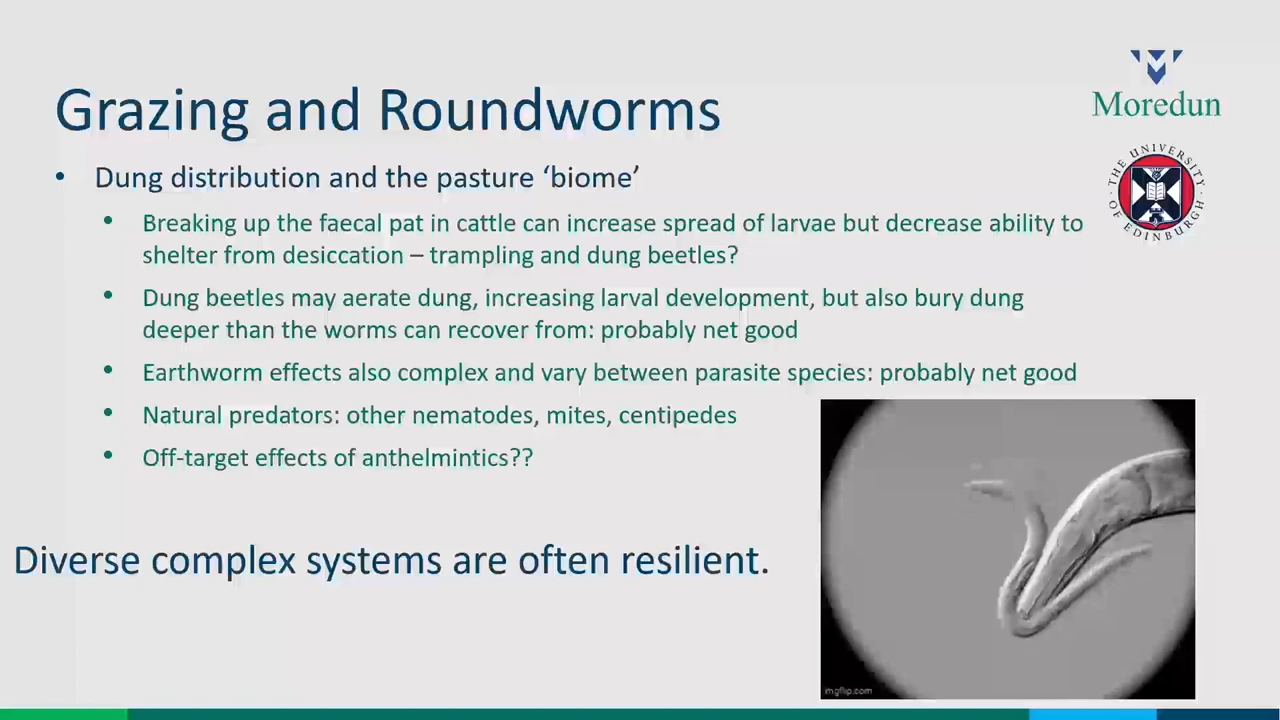 Grazing and Roundworms
Moredun
THE UNIVERSITY OF EDINBURGH
• Dung distribution and the pasture ‘biome’
• Breaking up the faecal pat in cattle can increase spread of larvae but decrease ability to
shelter from desiccation – trampling and dung beetles?
• Dung beetles may aerate dung, increasing larval development, but also bury dung
deeper than the worms can recover from: probably net good
• Earthworm effects also complex and vary between parasite species: probably net good
• Natural predators: other nematodes, mites, centipedes
• Off-target effects of anthelmintics??
Diverse complex systems are often resilient.
imgflip.com